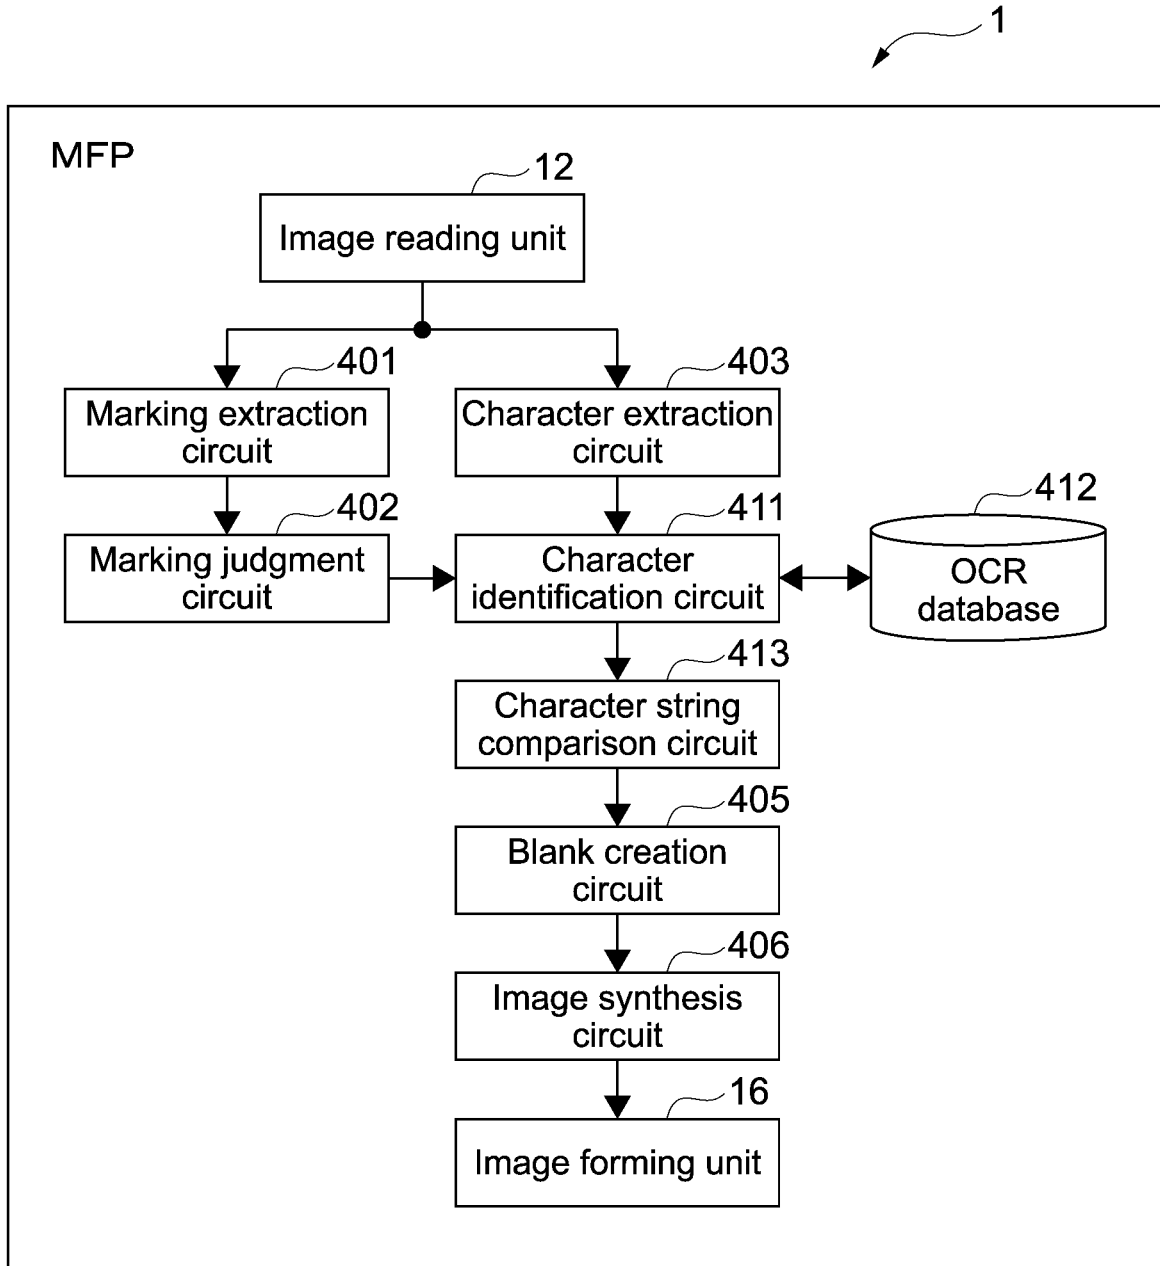 1
MFP
12
Image reading unit
401
Marking extraction
circuit
403
Character extraction
circuit
402
Marking judgment
circuit
411
Character
identification circuit
412
OCR
database
413
Character string
comparison circuit
405
Blank creation
circuit
406
Image synthesis
circuit
16
Image forming unit